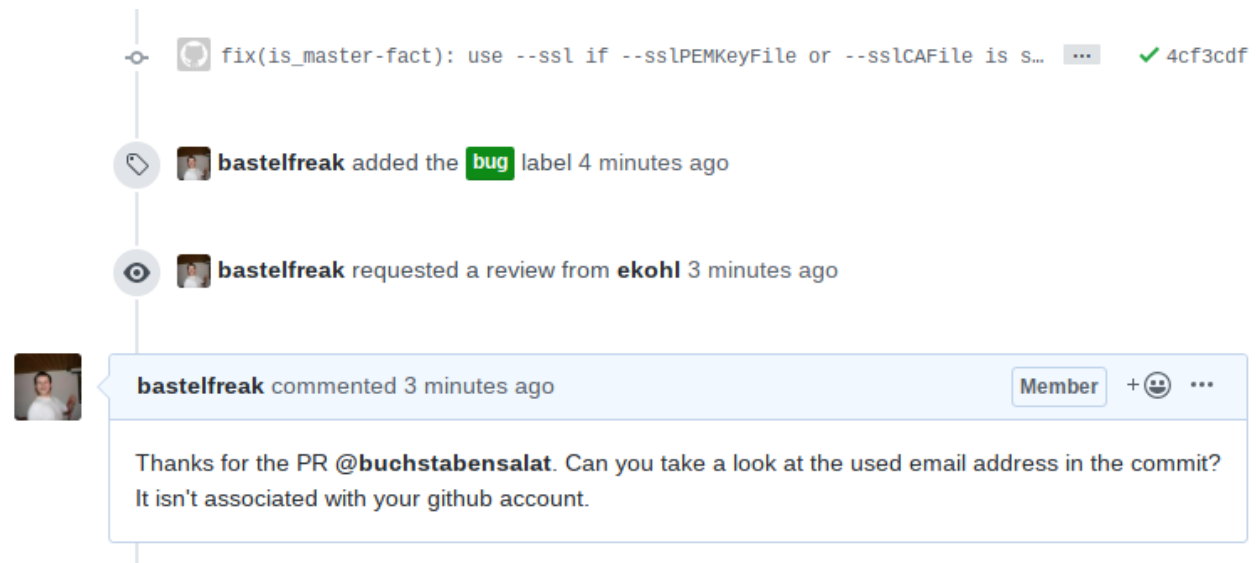 fix(is_master-fact): use --ssl if --sslPEMKeyFile or --sslCAFile is s… ... 4cf3cdf
bastelfreak added the bug label 4 minutes ago
bastelfreak requested a review from ekohl 3 minutes ago
bastelfreak commented 3 minutes ago Member
Thanks for the PR @buchstabensalat. Can you take a look at the used email address in the commit?
It isn't associated with your github account.